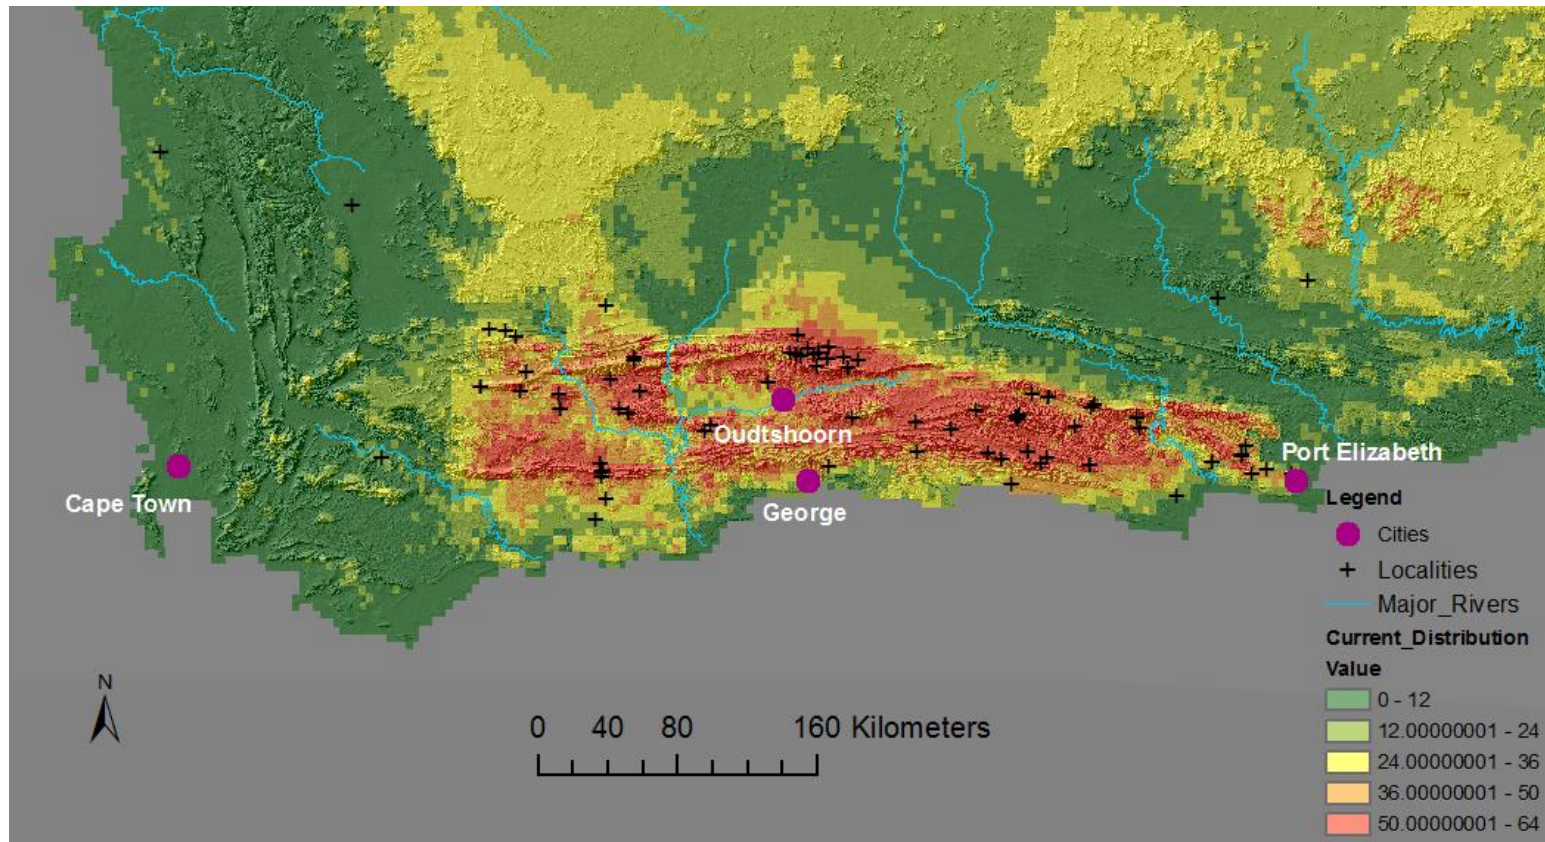 Oudtshoorn
Port Elizabeth
Cape Town
George
Legend
Cities
Localities
Major_Rivers
Current_Distribution
Value
0 - 12
12.00000001 - 24
24.00000001 - 36
36.00000001 - 50
50.00000001 - 64
N
0 40 80 160 Kilometers